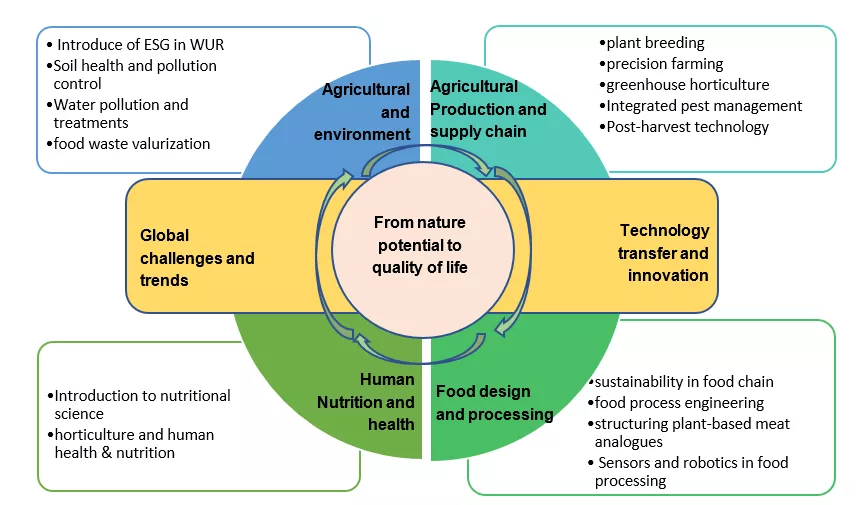 • Introduce of ESG in WUR
•Soil health and pollution
control
•Water pollution and
treatments
•food waste valurization
Agricultural
and
environment
Agricultural
Production and
supply chain
•plant breeding
•precision farming
•greenhouse horticulture
•Integrated pest management
•Post-harvest technology
Global
challenges and
trends
From nature
potential to
quality of life
Technology
transfer and
innovation
•Introduction to nutritional
science
•horticulture and human
health & nutrition
Human
Nutrition and
health
Food design
and processing
•sustainability in food chain
•food process engineering
•structuring plant-based meat
analogues
• Sensors and robotics in food
processing